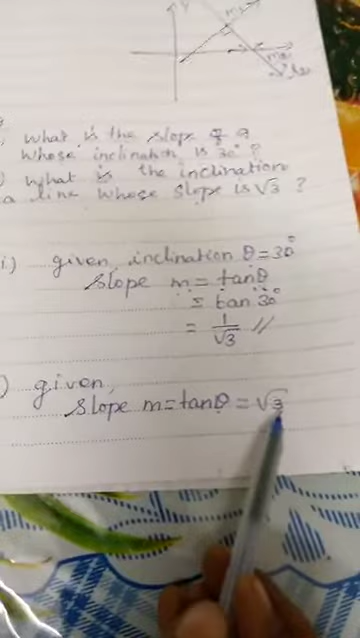 y
m₁
what is the slope of a
whose inclination is 30° ?
) what is the inclination
a line whose slope is √3 ?
i.) given, inclination θ = 30°
slope m = tanθ
= tan 30°
= 1/√3 //
) given,
slope m = tanθ = √3